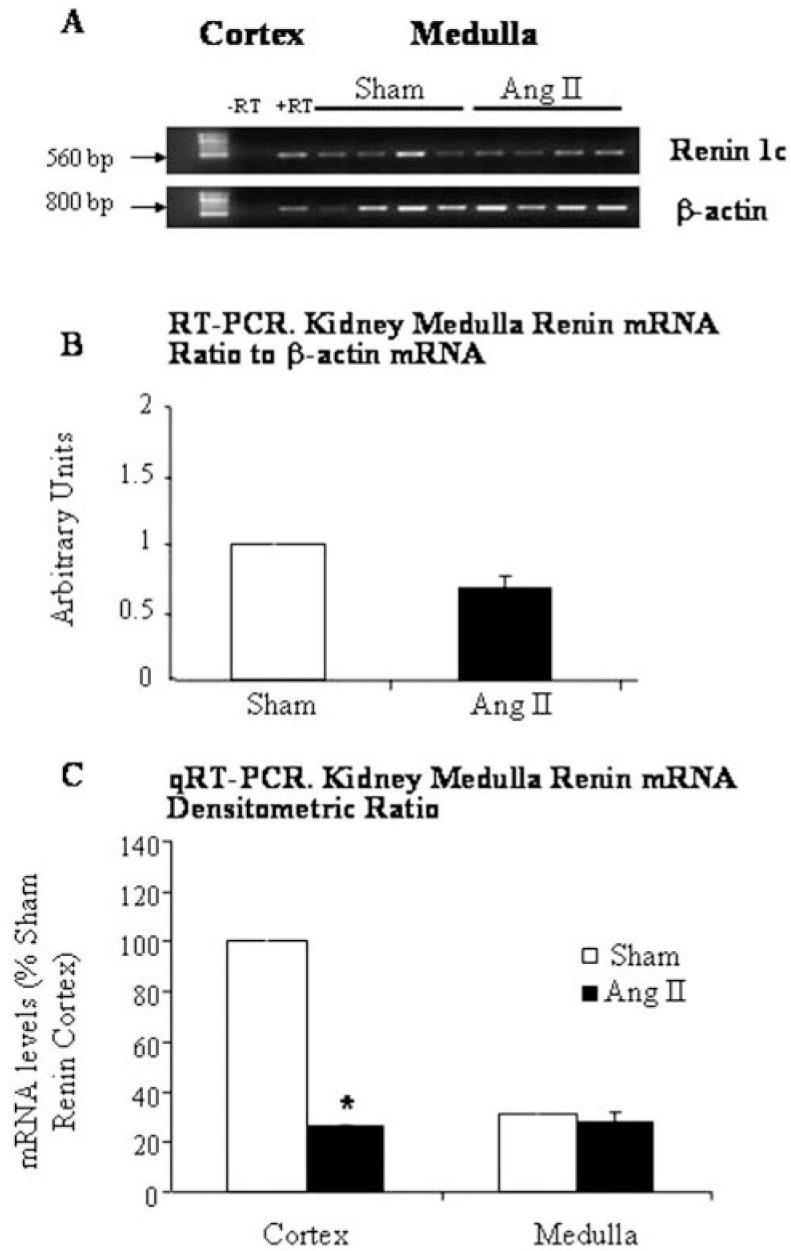 A
Cortex Medulla
Sham Ang II
-RT +RT
560 bp Renin 1c
800 bp β-actin
B
RT-PCR. Kidney Medulla Renin mRNA
Ratio to β-actin mRNA
Arbitrary Units
2
1.5
1
0.5
0
Sham Ang II
C
qRT-PCR. Kidney Medulla Renin mRNA
Densitometric Ratio
mRNA levels (% Sham
Renin Cortex)
140
120
100
80
60
40
20
0
Sham
Ang II
*
Cortex Medulla